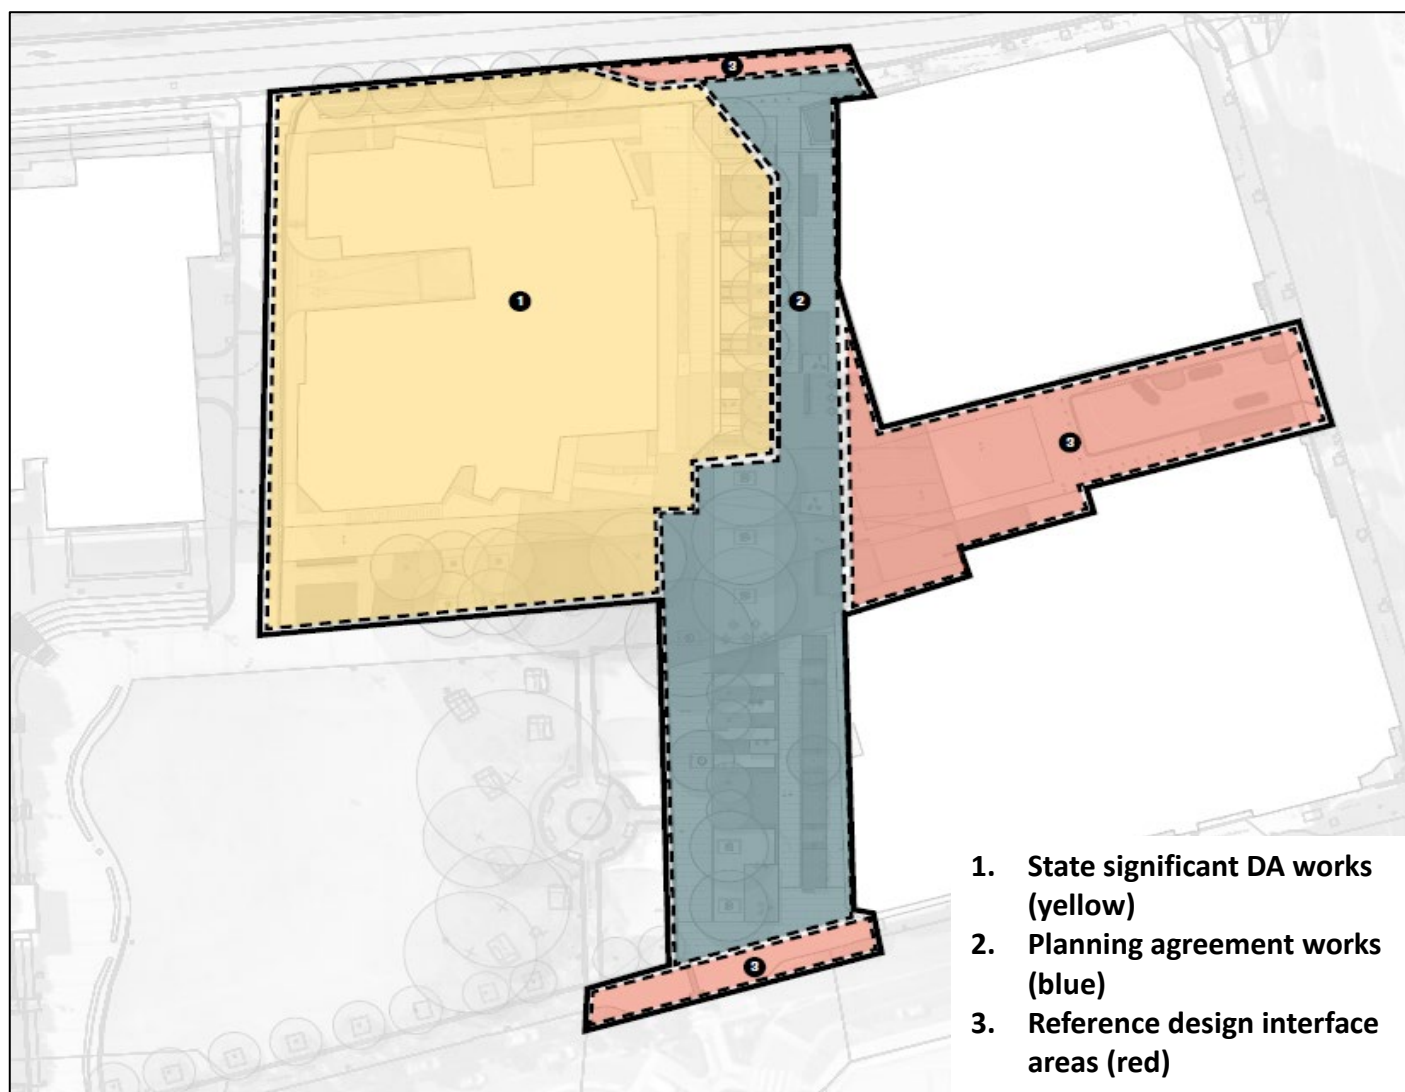 3
1
2
3
3
1. State significant DA works
(yellow)
2. Planning agreement works
(blue)
3. Reference design interface
areas (red)